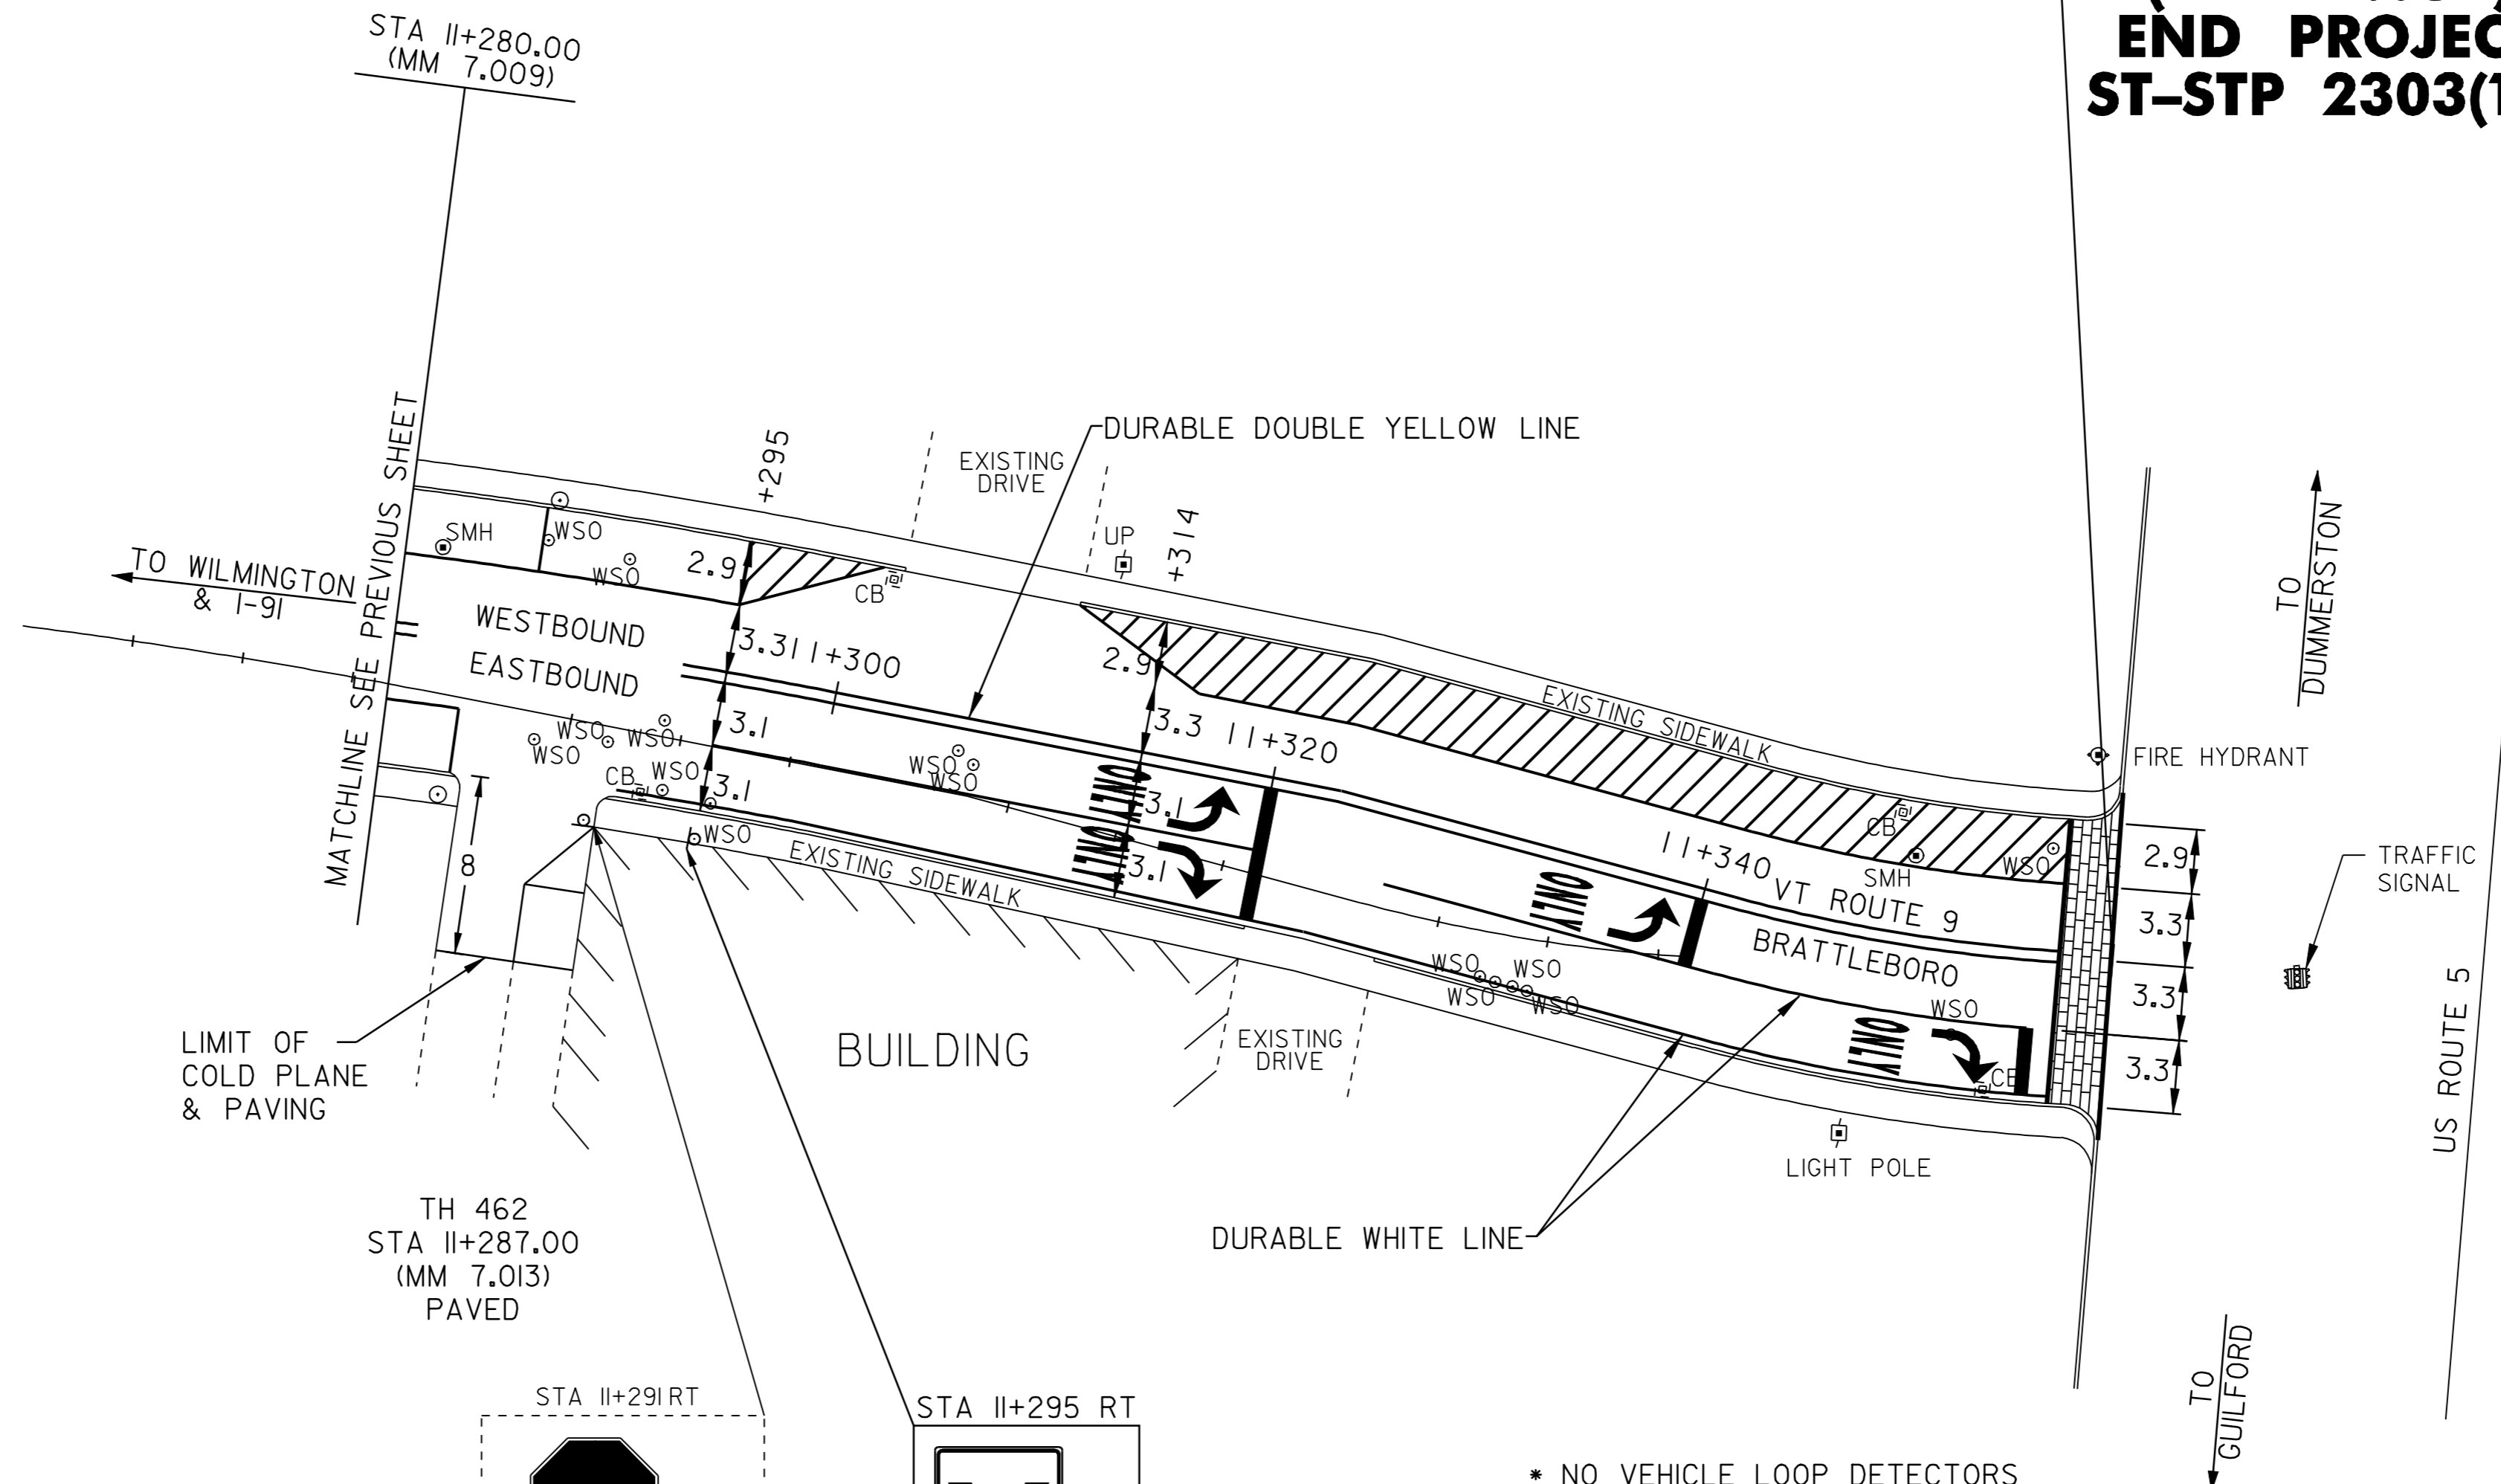 STA 11+280.00
(MM 7.009)
END PROJEC
ST–STP 2303(
MATCHLINE SEE PREVIOUS SHEET
TO WILMINGTON
& I-91
SMH
WSO
WSO
+295
2.9
CB
DURABLE DOUBLE YELLOW LINE
EXISTING
DRIVE
UP
+314
2.9
WESTBOUND
EASTBOUND
3.3
11+300
3.1
3.1
WSO
WSO
WSO
CB
WSO
WSO
8
WSO
WSO
EXISTING SIDEWALK
3.3
11+320
3.1
3.1
ONLY
ONLY
EXISTING SIDEWALK
ONLY
11+340
VT ROUTE 9
BRATTLEBORO
CB
SMH
WSO
FIRE HYDRANT
TO
DUMMERSTON
2.9
3.3
3.3
3.3
TRAFFIC
SIGNAL
US ROUTE 5
WSO
WSO
WSO
WSO
WSO
ONLY
CB
LIMIT OF
COLD PLANE
& PAVING
BUILDING
EXISTING
DRIVE
LIGHT POLE
DURABLE WHITE LINE
TH 462
STA 11+287.00
(MM 7.013)
PAVED
TO
GUILFORD
STA 11+291 RT
STA 11+295 RT
* NO VEHICLE LOOP DETECTORS